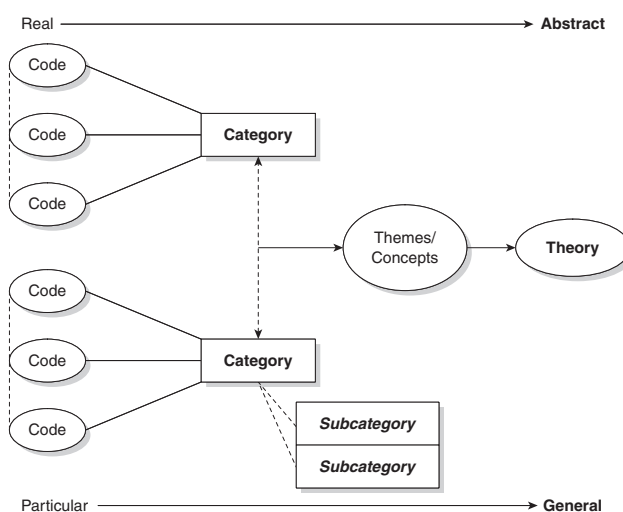 Real
Abstract
Code
Code
Category
Code
Themes/
Concepts
Theory
Code
Code
Category
Code
Subcategory
Subcategory
Particular
General